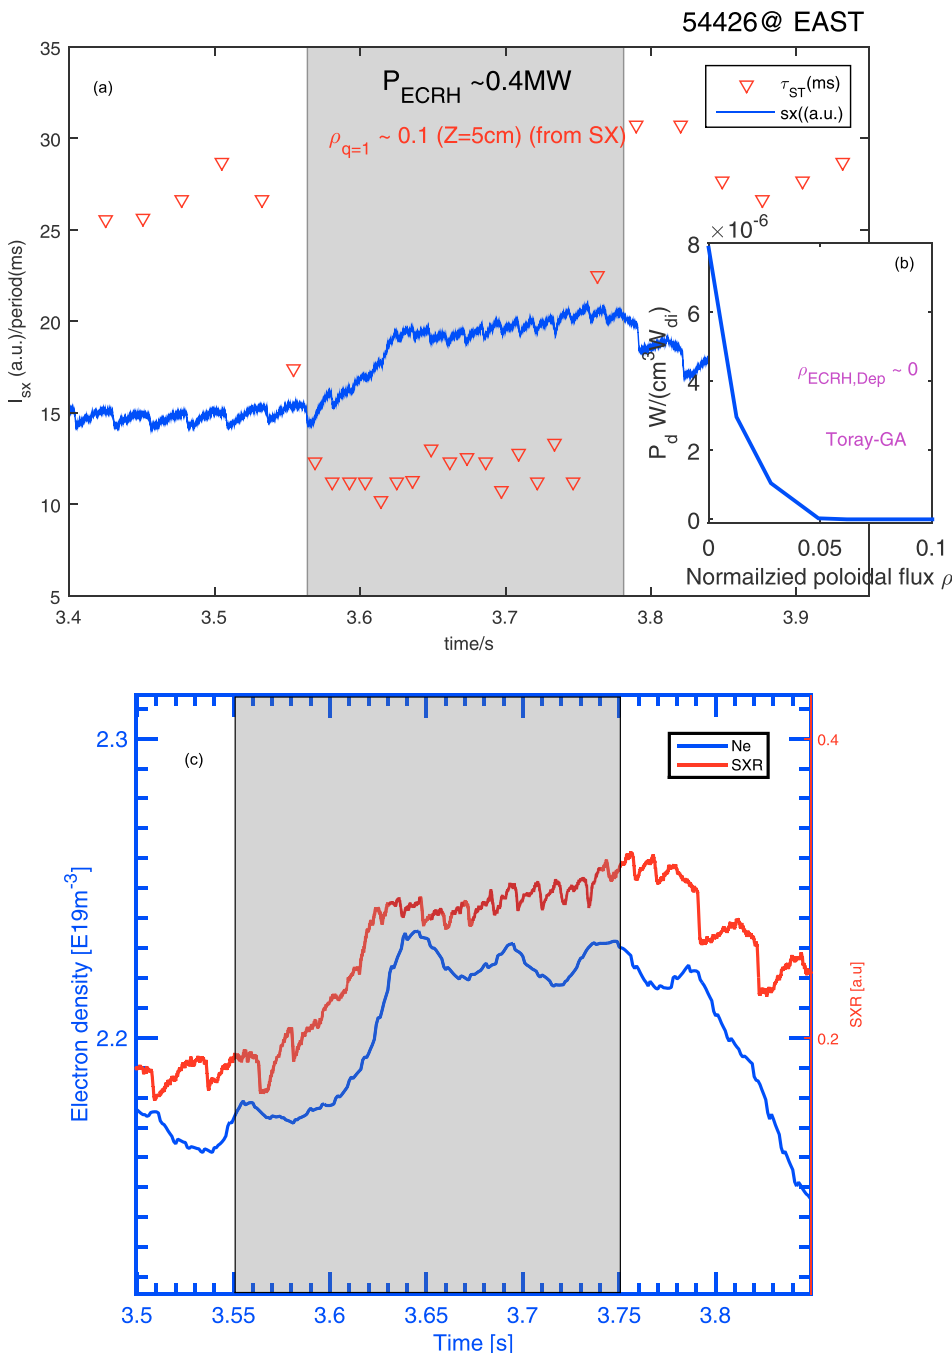 54426@ EAST
(a)
P_ECRH ~0.4MW
ρ_q=1 ~ 0.1 (Z=5cm) (from SX)
τ_ST(ms)
sx((a.u.)
35
30
25
20
15
10
5
I_sx (a.u.)/period(ms)
3.4 3.5 3.6 3.7 3.8 3.9
time/s
×10^-6
(b)
8
6
4
2
0
P_d W/(cm^3W_di)
ρ_ECRH,Dep ~ 0
Toray-GA
0 0.05 0.1
Normailzied poloidal flux ρ
(c)
Ne
SXR
2.3
2.2
Electron density [E19m^-3]
0.4
0.2
SXR [a.u]
3.5 3.55 3.6 3.65 3.7 3.75 3.8
Time [s]